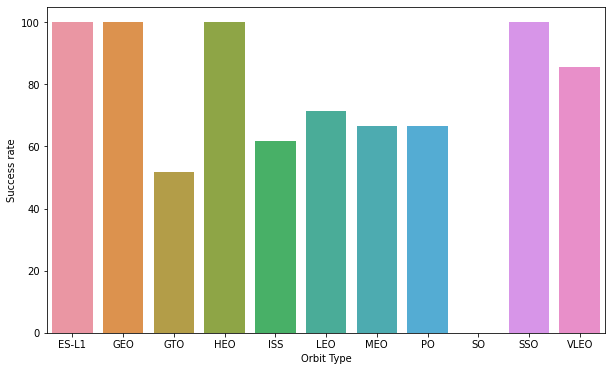 100
80
60
40
20
0
Success rate
ES-L1 GEO GTO HEO ISS LEO MEO PO SO SSO VLEO
Orbit Type